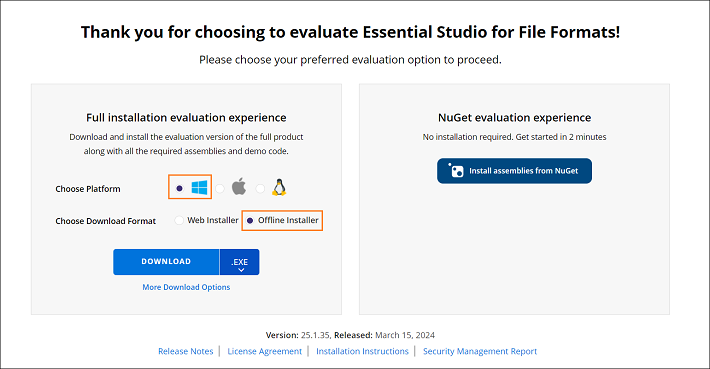 Thank you for choosing to evaluate Essential Studio for File Formats!
Please choose your preferred evaluation option to proceed.
Full installation evaluation experience
Download and install the evaluation version of the full product
along with all the required assemblies and demo code.
Choose Platform
Choose Download Format
Web Installer
Offline Installer
DOWNLOAD
.EXE
More Download Options
NuGet evaluation experience
No installation required. Get started in 2 minutes
Install assemblies from NuGet
Version: 25.1.35, Released: March 15, 2024
Release Notes | License Agreement | Installation Instructions | Security Management Report